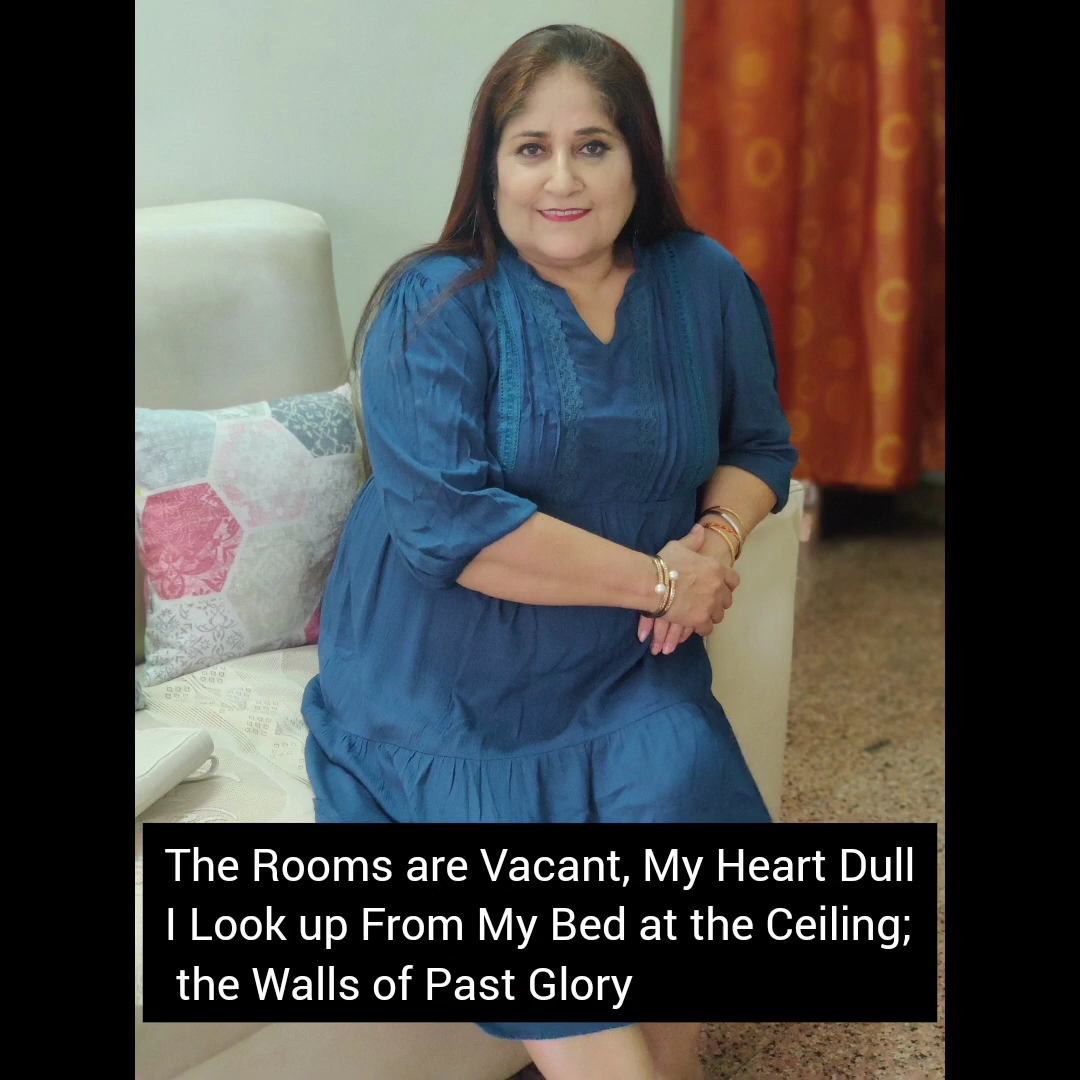 The Rooms are Vacant, My Heart Dull
I Look up From My Bed at the Ceiling;
the Walls of Past Glory